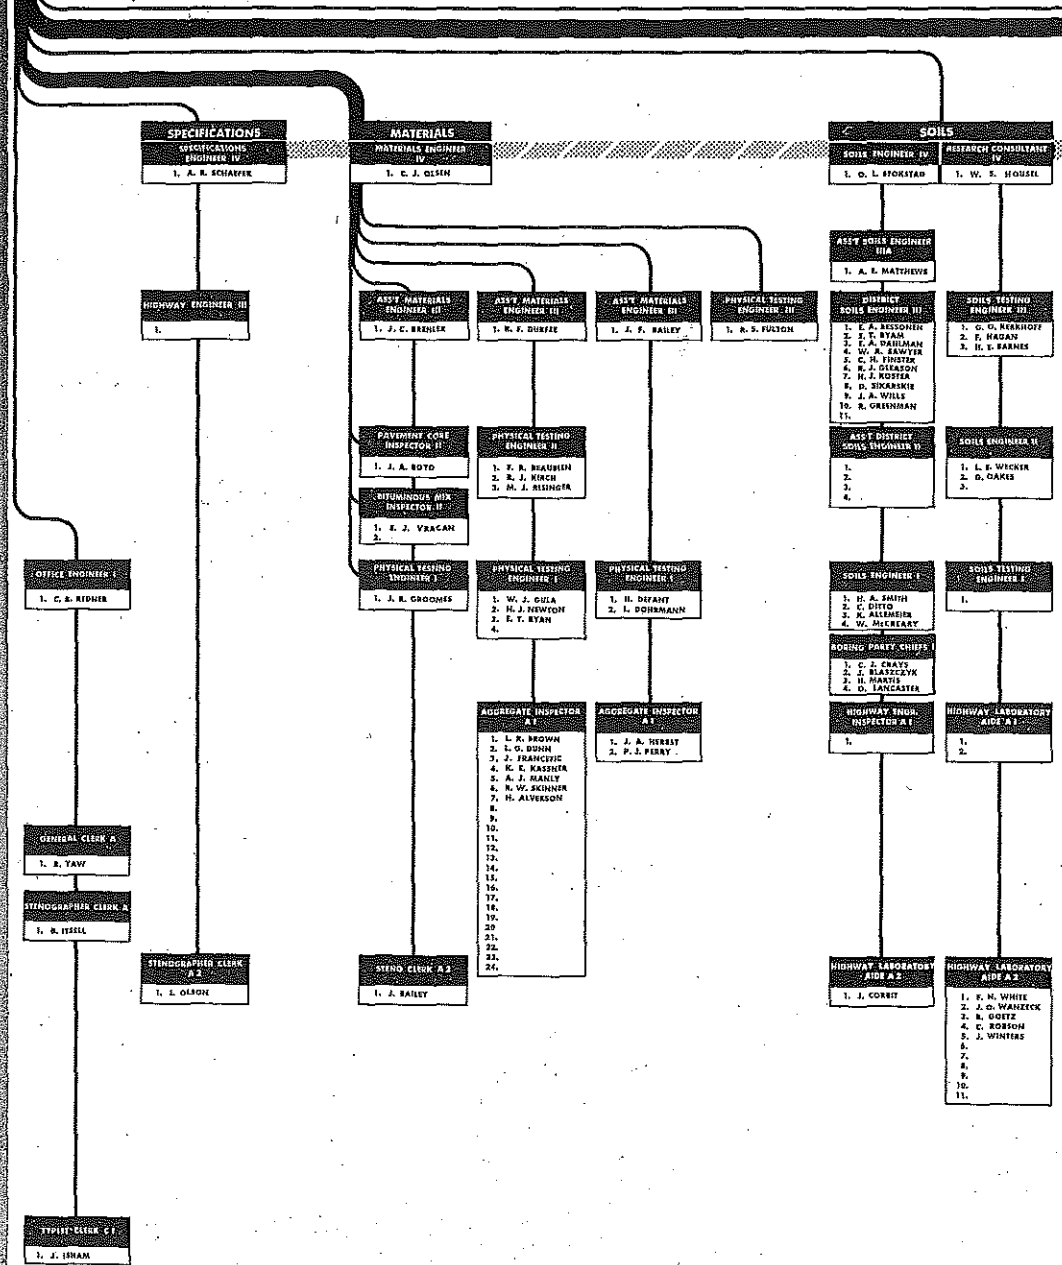 SPECIFICATIONS
SPECIFICATIONS
ENGINEER IV
1. A. R. SCHAEFER
HIGHWAY ENGINEER III
1.
STENOGRAPHER CLERK
A 2
1. L. OLSON
OFFICE ENGINEER I
1. C. B. REDNER
GENERAL CLERK A
1. R. TAW
STENOGRAPHER CLERK A
1. B. ITSELL
TYPIST CLERK C 1
1. J. ISHAM
MATERIALS
MATERIALS ENGINEER
IV
1. C. J. OLSEN
ASS'T MATERIALS
ENGINEER III
1. J. C. BREHLER
PAVEMENT CORE
INSPECTOR II
1. J. A. BOYD
BITUMINOUS MIX
INSPECTOR II
1. E. J. VRAGAN
2.
PHYSICAL TESTING
ENGINEER I
1. J. R. GROOMES
STENO CLERK A 2
1. J. BAILEY
ASS'T MATERIALS
ENGINEER III
1. B. F. DURFEE
PHYSICAL TESTING
ENGINEER II
1. F. R. BEAUBIEN
2. R. J. KIRCH
3. M. J. RISINGER
PHYSICAL TESTING
ENGINEER I
1. W. J. GULA
2. H. J. NEWTON
3. E. T. RYAN
4.
AGGREGATE INSPECTOR
A 1
1. L. R. BROWN
2. L. G. DUNN
3. J. FRANCETIC
4. K. E. KASSNER
5. A. J. MANLY
6. R. W. SKINNER
7. H. ALVERSON
8.
9.
10.
11.
12.
13.
14.
15.
16.
17.
18.
19.
20
21.
22.
23.
24.
ASS'T MATERIALS
ENGINEER III
1. J. F. BAILEY
PHYSICAL TESTING
ENGINEER I
1. H. DEFANT
2. L. DOHRMANN
AGGREGATE INSPECTOR
A 1
1. J. A. HERBST
2. P. J. PERRY
PHYSICAL TESTING
ENGINEER III
1. R. S. FULTON
SOILS
SOILS ENGINEER IV
1. O. L. STOKSTAD
ASS'T SOILS ENGINEER
IIIA
1. A. E. MATTHEWS
DISTRICT
SOILS ENGINEER III
1. E. A. BESSONEN
2. S. T. RYAM
3. E. A. DAHLMAN
4. W. R. SAWYER
5. C. H. FINSTER
6. R. J. GLEASON
7. H. J. KOSTER
8. D. SIKARSKIE
9. J. A. WILLS
10. R. GREENMAN
11.
ASS'T DISTRICT
SOILS ENGINEER II
1.
2.
3.
4.
SOILS ENGINEER I
1. H. A. SMITH
2. C. DITTO
3. K. ALLEMEIER
4. W. McCREARY
BORING PARTY CHIEFS I
1. C. J. CRAYS
2. J. BLASZCZYK
3. H. MARTIS
4. D. LANCASTER
HIGHWAY ENGR.
INSPECTOR A 1
1.
HIGHWAY LABORATORY
AIDE A 2
1. J. CORBIT
RESEARCH CONSULTANT
IV
1. W. S. HOUSEL
SOILS TESTING
ENGINEER III
1. G. O. KERKHOFF
2. F. HAGAN
3. H. E. BARNES
SOILS ENGINEER II
1. L. E. WECKER
2. D. OAKES
3.
SOILS TESTING
ENGINEER I
1.
HIGHWAY LABORATORY
AIDE A 1
1.
2.
HIGHWAY LABORATORY
AIDE A 2
1. F. N. WHITE
2. J. O. WANZECK
3. R. GOETZ
4. C. ROBSON
5. J. WINTERS
6.
7.
8.
9.
10.
11.